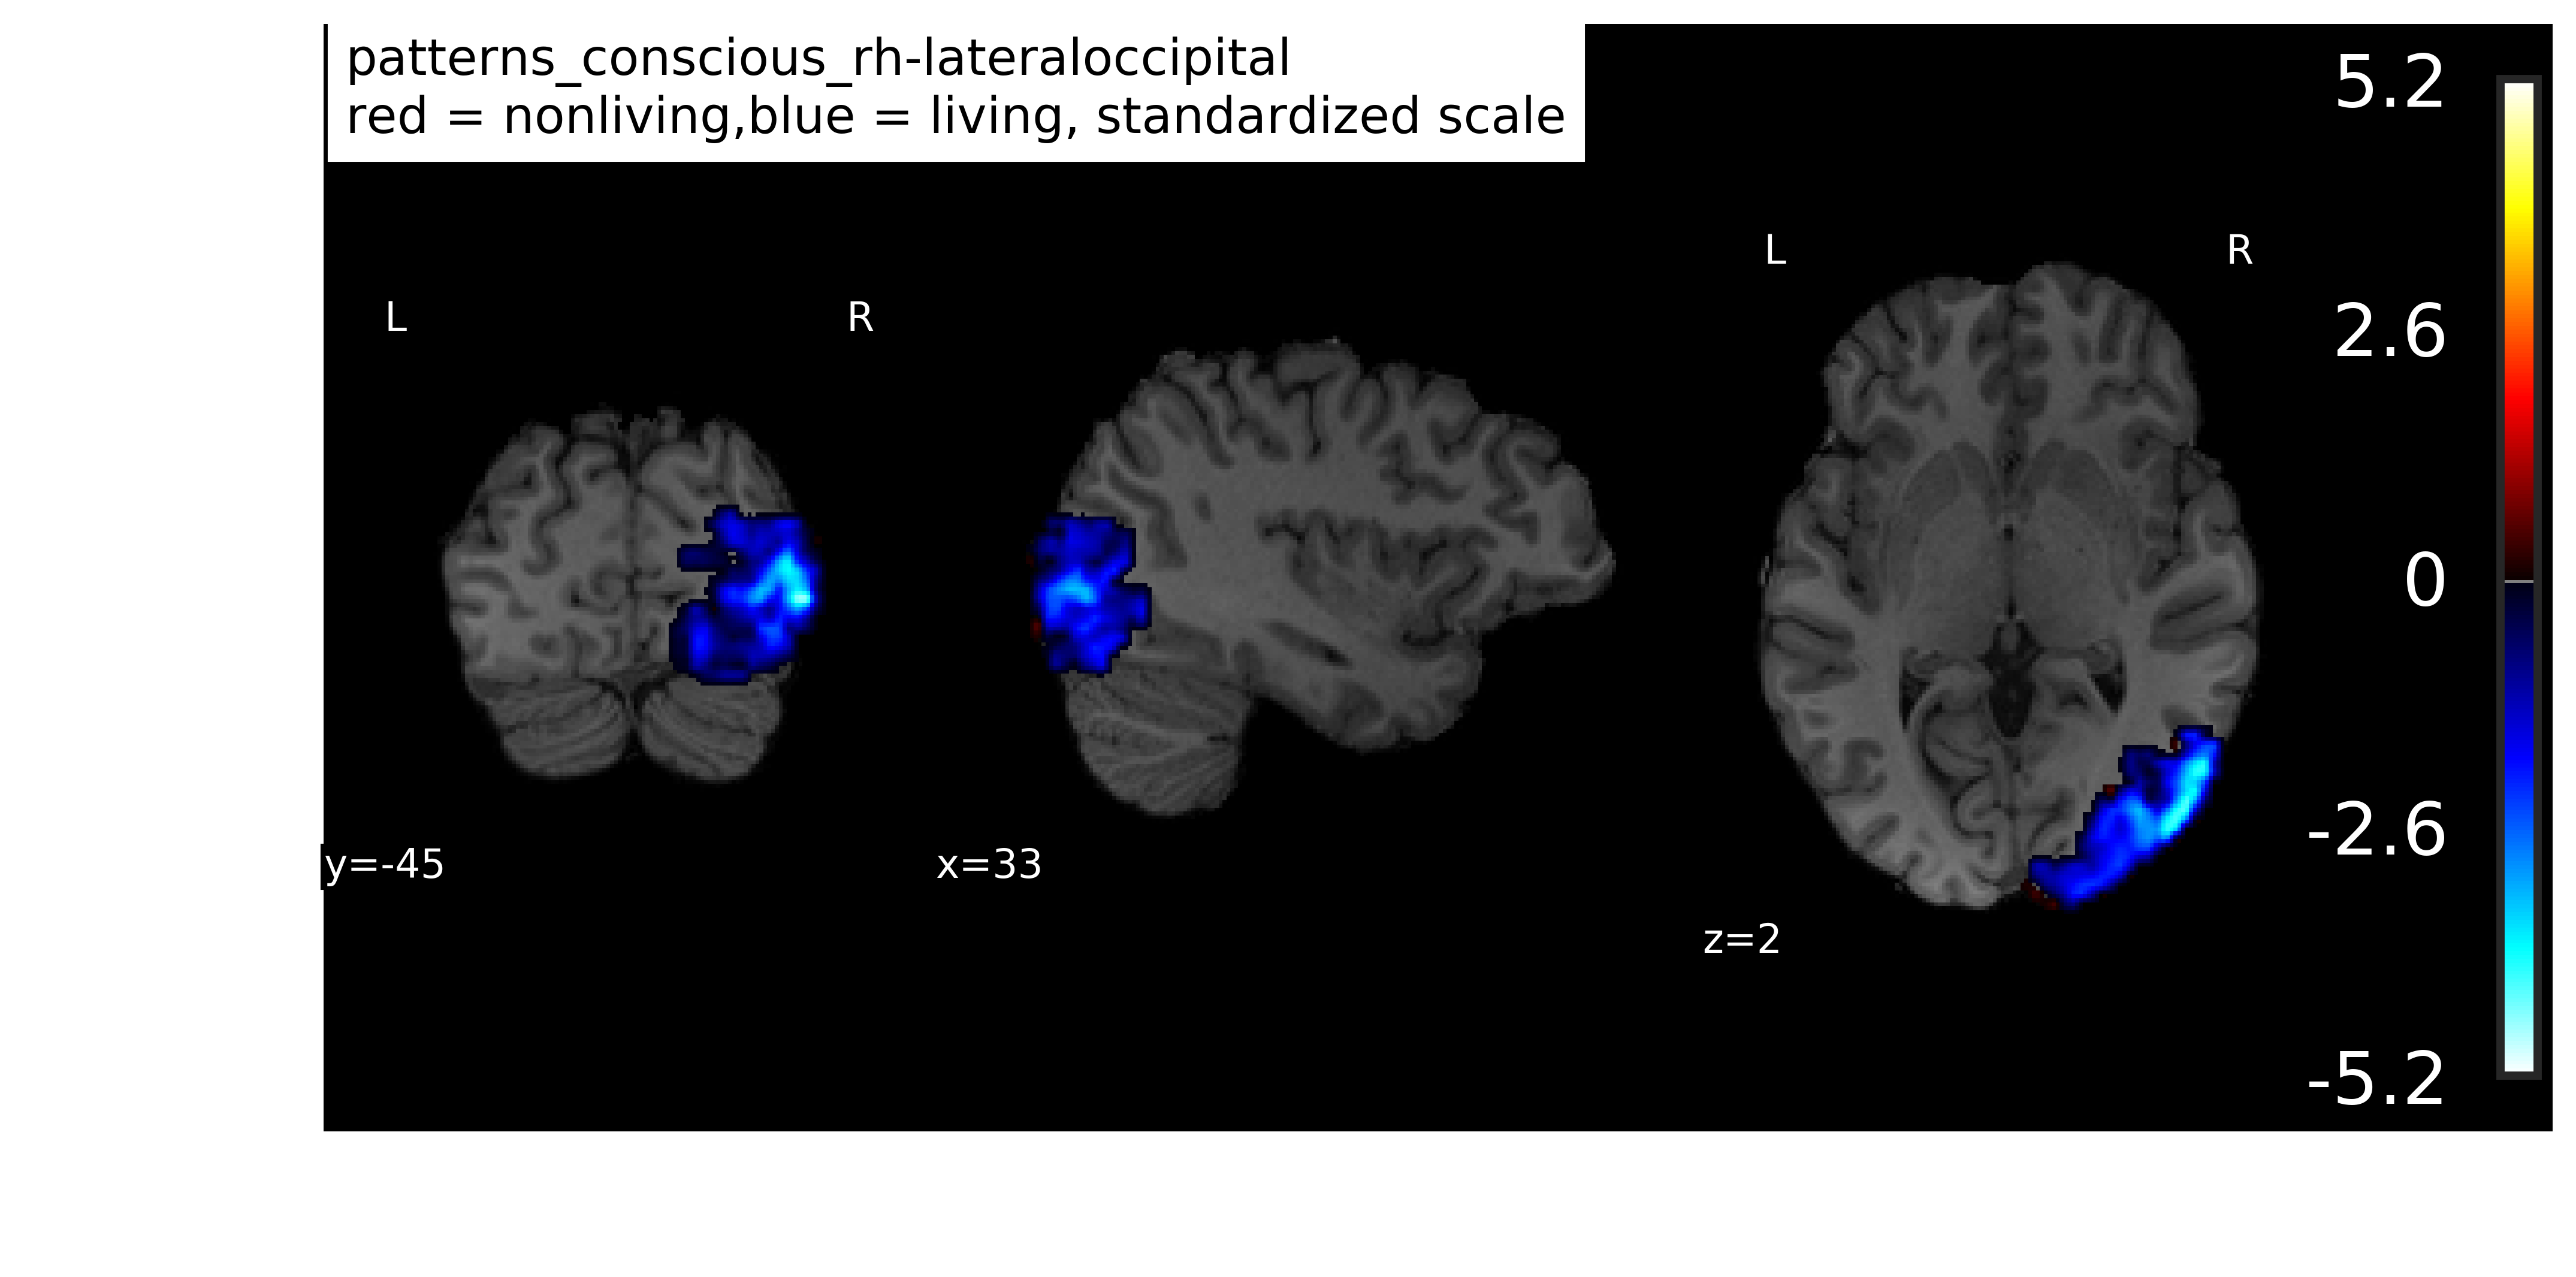 patterns_conscious_rh-lateraloccipital
red = nonliving,blue = living, standardized scale
5.2
L R
L R
2.6
0
-2.6
y=-45
x=33
z=2
-5.2